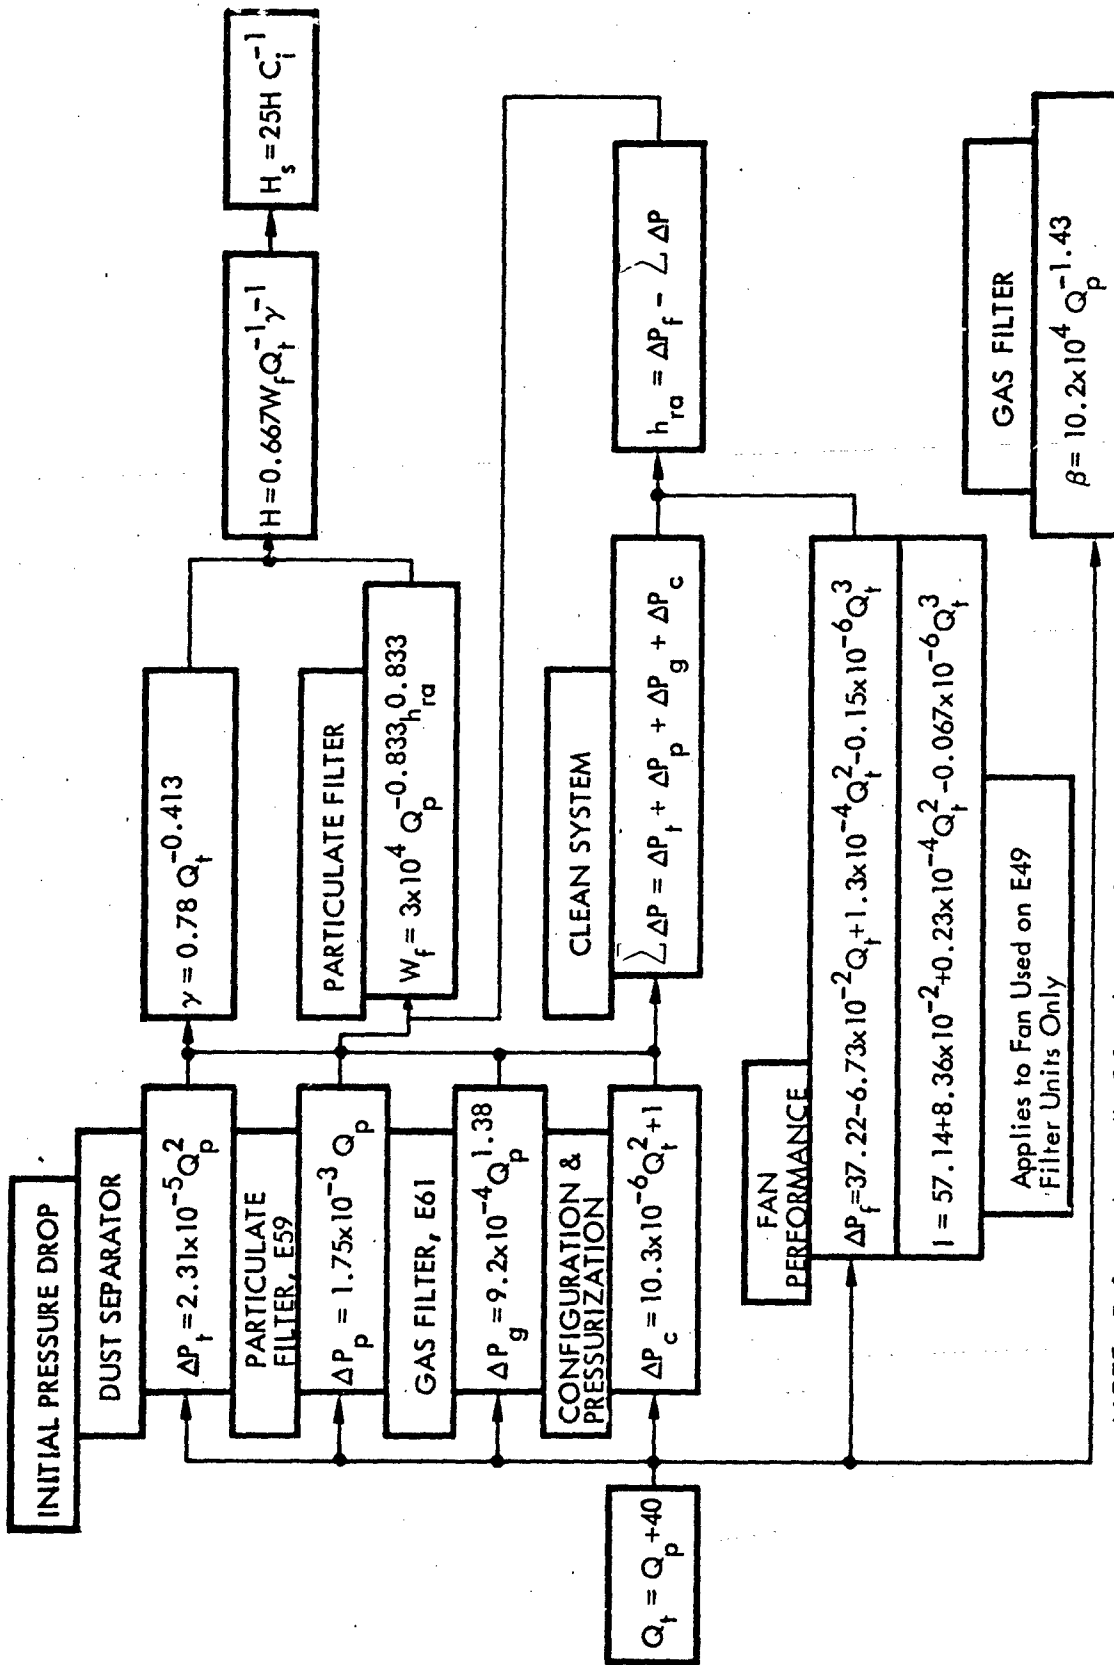 INITIAL PRESSURE DROP
DUST SEPARATOR
ΔP_t = 2.31x10^-5 Q_p^2
PARTICULATE
FILTER, E59
ΔP_p = 1.75x10^-3 Q_p
GAS FILTER, E61
ΔP_g = 9.2x10^-4 Q_p^1.38
CONFIGURATION &
PRESSURIZATION
ΔP_c = 10.3x10^-6 Q_t^2+1
Q_t = Q_p+40
γ = 0.78 Q_t^-0.413
PARTICULATE FILTER
W_f = 3x10^4 Q_p^-0.833 h_ra^0.833
H=0.667W_f Q_t^-1 γ^-1
H_s = 25H C_i^-1
CLEAN SYSTEM
∑ΔP = ΔP_t + ΔP_p + ΔP_g + ΔP_c
h_ra = ΔP_f - ∑ΔP
FAN
PERFORMANCE
ΔP_f=37.22-6.73x10^-2 Q_t+1.3x10^-4 Q_t^2-0.15x10^-6 Q_t^3
I = 57.14+8.36x10^-2+0.23x10^-4 Q_t^2-0.067x10^-6 Q_t^3
Applies to Fan Used on E49
Filter Units Only
GAS FILTER
β= 10.2x10^4 Q_p^-1.43